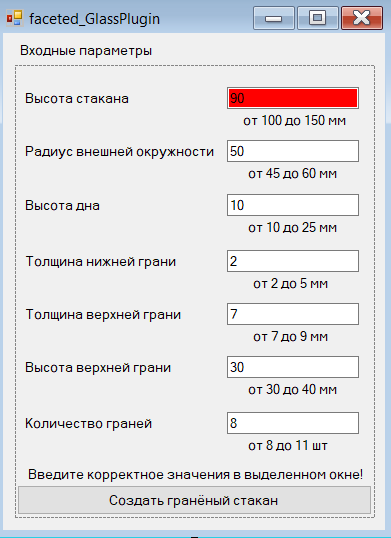 faceted_GlassPlugin
Входные параметры
Высота стакана 90
от 100 до 150 мм
Радиус внешней окружности 50
от 45 до 60 мм
Высота дна 10
от 10 до 25 мм
Толщина нижней грани 2
от 2 до 5 мм
Толщина верхней грани 7
от 7 до 9 мм
Высота верхней грани 30
от 30 до 40 мм
Количество граней 8
от 8 до 11 шт
Введите корректное значения в выделенном окне!
Создать гранёный стакан